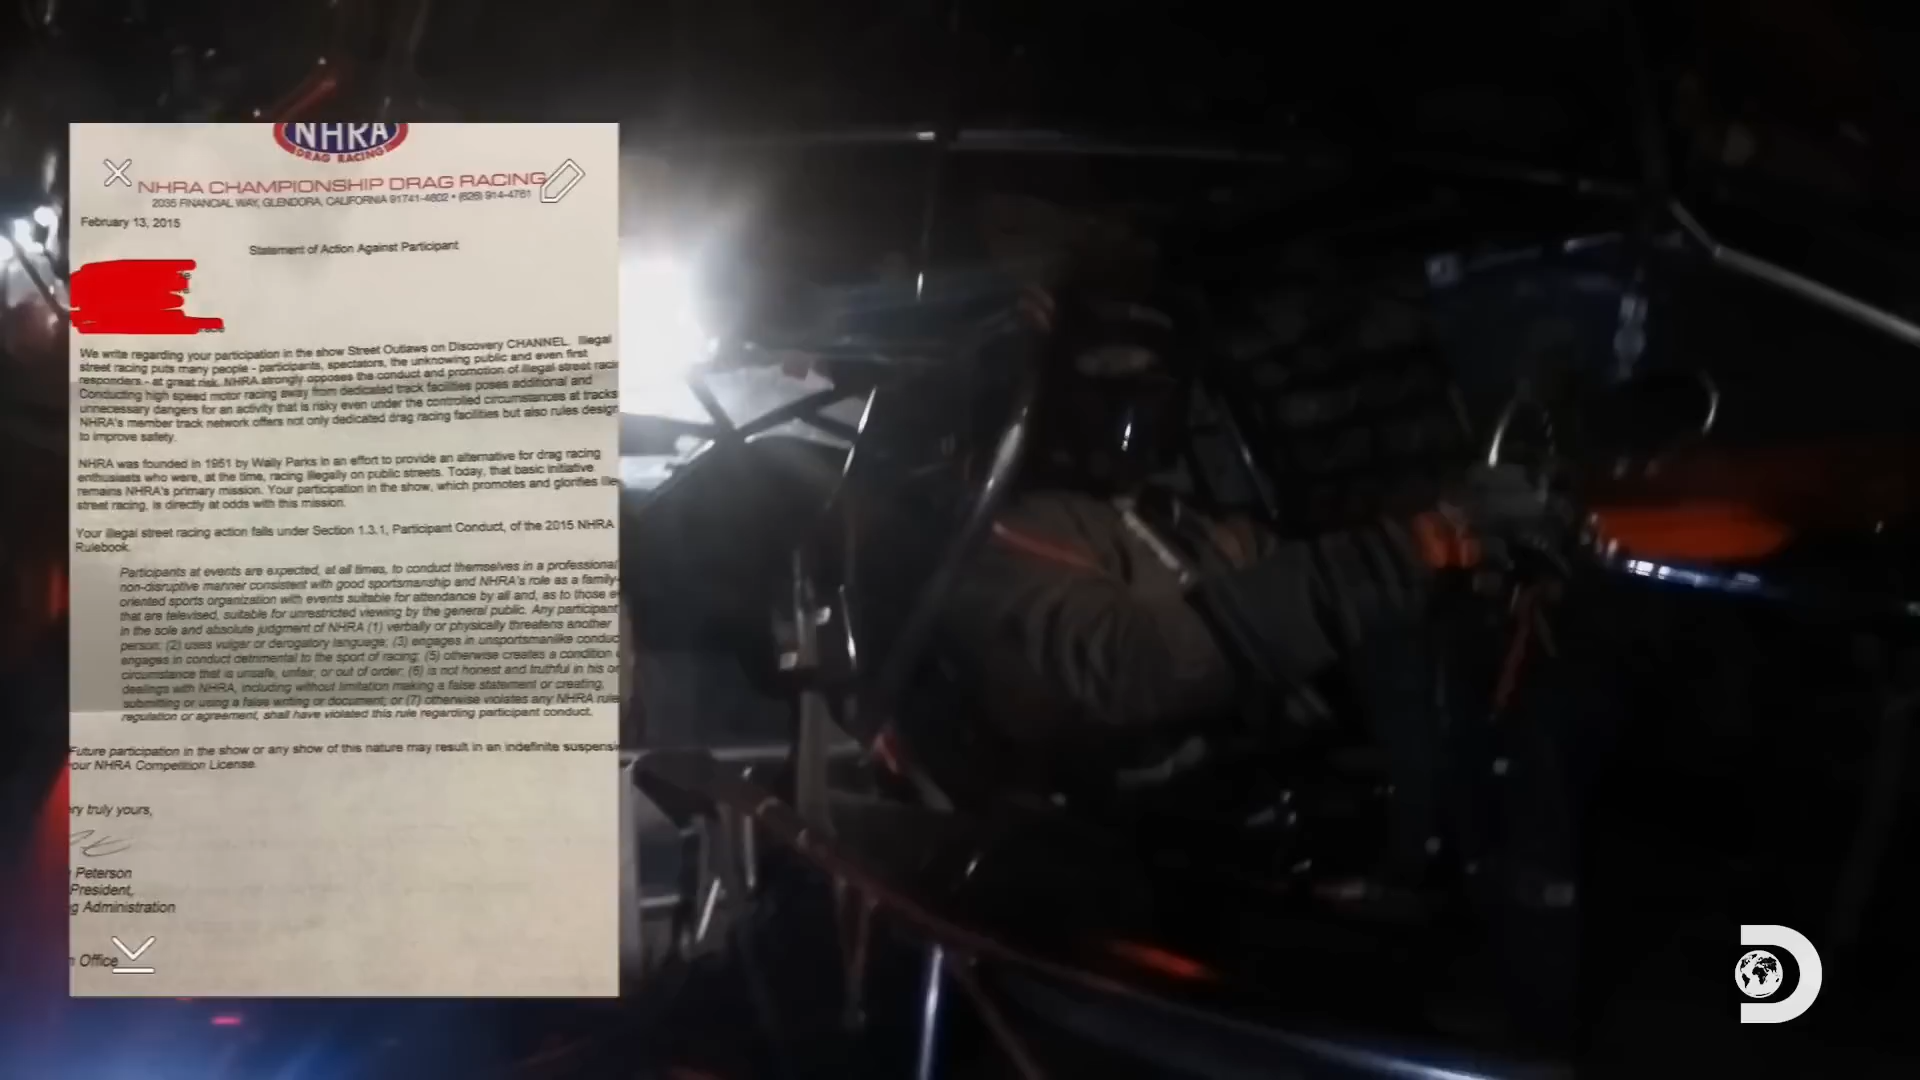 NHRA
DRAG RACING
NHRA CHAMPIONSHIP DRAG RACING
2035 FINANCIAL WAY, GLENDORA, CALIFORNIA 91741-4602 • (626) 914-4761
February 13, 2015
Statement of Action Against Participant
We write regarding your participation in the show Street Outlaws on Discovery CHANNEL. Illegal
street racing puts many people - participants, spectators, the unknowing public and even first
responders - at great risk. NHRA strongly opposes the conduct and promotion of illegal street
Conducting high speed motor racing away from dedicated track facilities poses additional and
unnecessary dangers for an activity that is risky even under the controlled circumstances at tracks
NHRA's member track network offers not only dedicated drag racing facilities but also rules design
to improve safety.
NHRA was founded in 1951 by Wally Parks in an effort to provide an alternative for drag racing
enthusiasts who were, at the time, racing illegally on public streets. Today, that basic initiative
remains NHRA's primary mission. Your participation in the show, which promotes and glorifies
street racing, is directly at odds with this mission.
Your illegal street racing action falls under Section 1.3.1, Participant Conduct, of the 2015 NHRA
Rulebook.
Participants at events are expected, at all times, to conduct themselves in a professional
non-disruptive manner consistent with good sportsmanship and NHRA's role as a family-
oriented sports organization with events suitable for attendance by all and, as to those e
that are televised, suitable for unrestricted viewing by the general public. Any participant
in the sole and absolute judgment of NHRA (1) verbally or physically threatens another
person; (2) uses vulgar or derogatory language; (3) engages in unsportsmanlike conduc
engages in conduct detrimental to the sport of racing; (5) otherwise creates a condition
circumstance that is unsafe, unfair, or out of order; (6) is not honest and truthful in his or
dealings with NHRA, including without limitation making a false statement or creating,
submitting or using a false writing or document; or (7) otherwise violates any NHRA rule
regulation or agreement, shall have violated this rule regarding participant conduct.
Future participation in the show or any show of this nature may result in an indefinite suspensi
our NHRA Competition License.
ry truly yours,
Peterson
President,
g Administration
Office